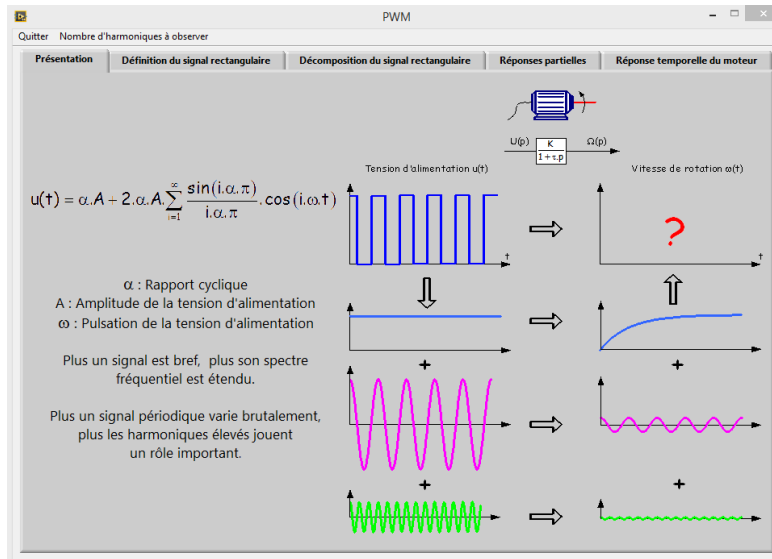 PWM
Quitter Nombre d'harmoniques à observer
Présentation Définition du signal rectangulaire Décomposition du signal rectangulaire Réponses partielles Réponse temporelle du moteur
U(p) K Ω(p)
1+τ.p
Tension d'alimentation u(t) Vitesse de rotation ω(t)
u(t) = α.A + 2.α.A.∑ i=1 ∞ sin(i.α.π) / i.α.π .cos(i.ω.t)
?
t t
α : Rapport cyclique
A : Amplitude de la tension d'alimentation
ω : Pulsation de la tension d'alimentation
+ +
Plus un signal est bref, plus son spectre
fréquentiel est étendu.
Plus un signal périodique varie brutalement,
plus les harmoniques élevés jouent
un rôle important.
+ +